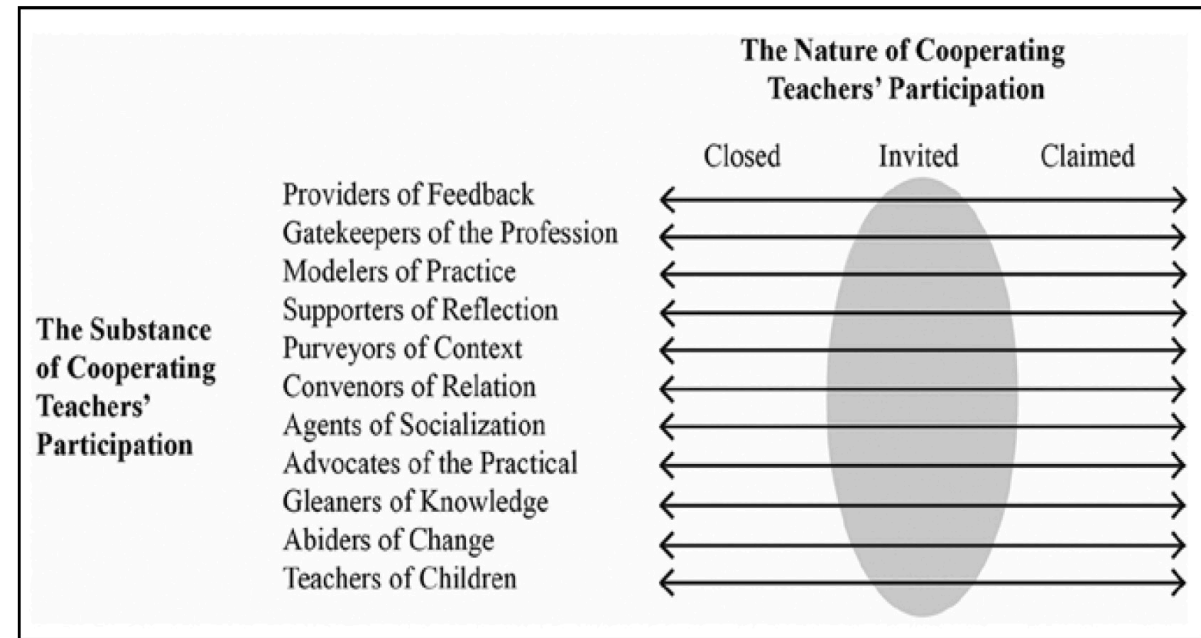 The Nature of Cooperating
Teachers' Participation
Closed Invited Claimed
Providers of Feedback
Gatekeepers of the Profession
Modelers of Practice
Supporters of Reflection
Purveyors of Context
Convenors of Relation
Agents of Socialization
Advocates of the Practical
Gleaners of Knowledge
Abiders of Change
Teachers of Children
The Substance
of Cooperating
Teachers'
Participation